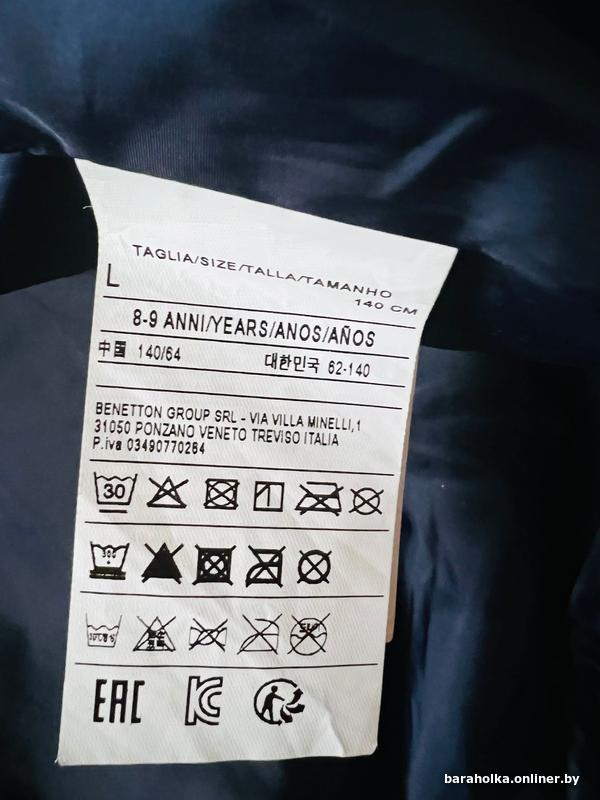 TAGLIA/SIZE/TALLA/TAMANHO
L
140 CM
8-9 ANNI/YEARS/ANOS/AÑOS
中国 140/64 대한민국 62-140
BENETTON GROUP SRL - VIA VILLA MINELLI,1
31050 PONZANO VENETO TREVISO ITALIA
P.iva 03490770264
30
EAC
baraholka.onliner.by